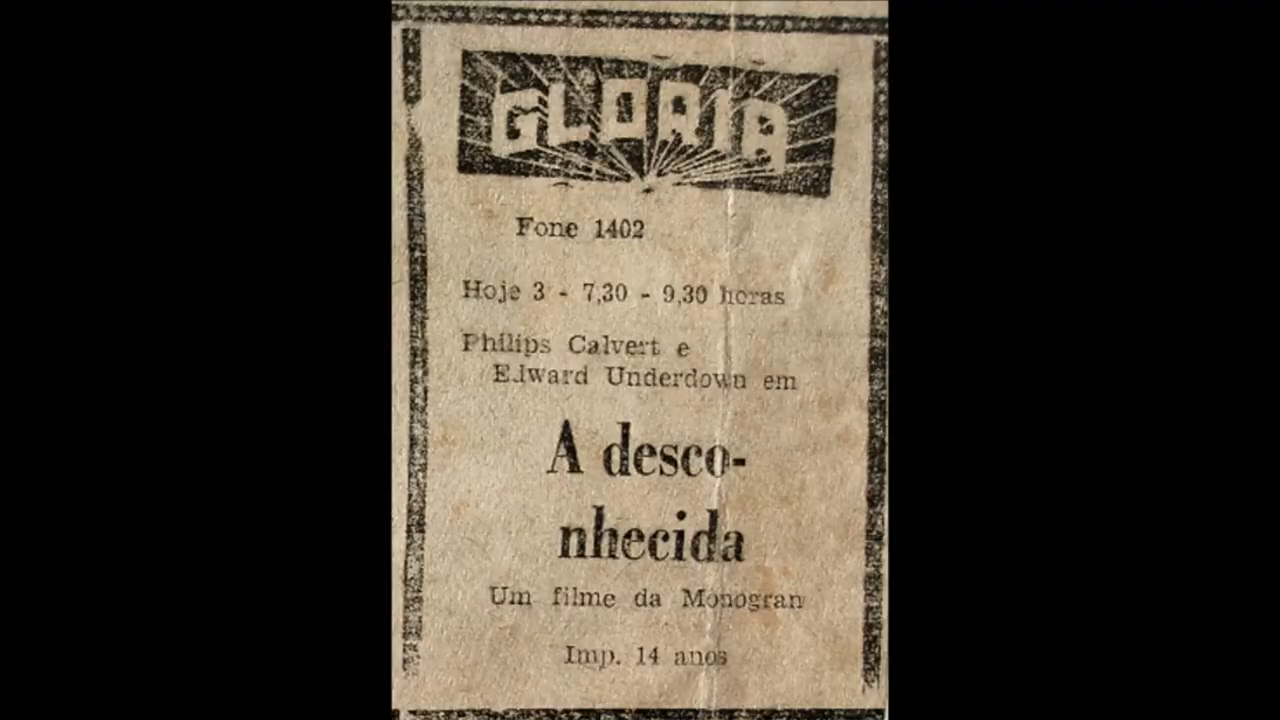 GLORIA
Fone 1402
Hoje 3 - 7,30 - 9,30 horas
Philips Calvert e
Edward Underdown em
A desco-
nhecida
Um filme da Monogran
Imp. 14 anos